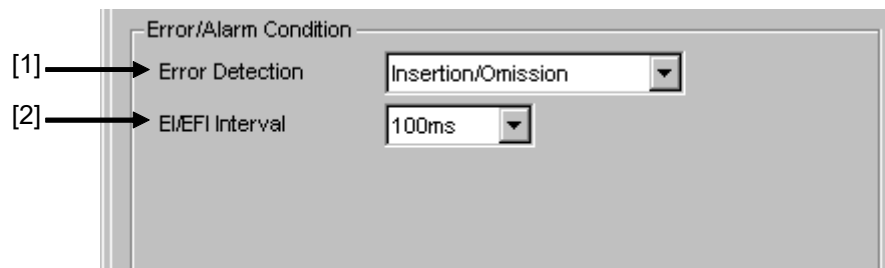 Error/Alarm Condition
[1] Error Detection Insertion/Omission
[2] EI/EFI Interval 100ms